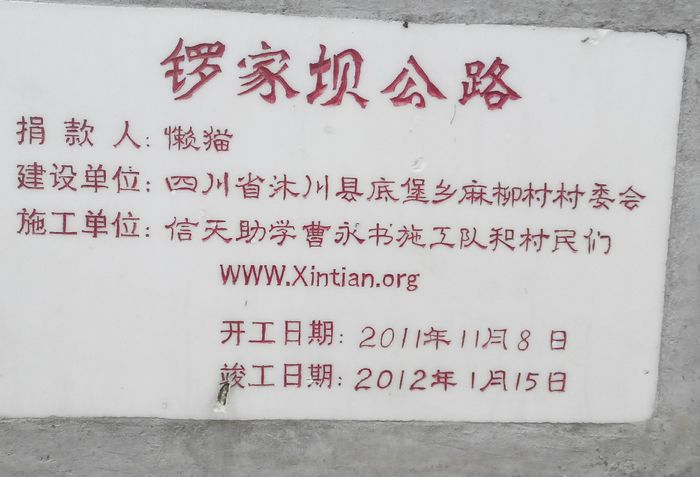 锣家坝公路
捐款人：懒猫
建设单位：四川省沐川县底堡乡麻柳村村委会
施工单位：信天助学曹永书施工队和村民们
WWW.Xintian.org
开工日期：2011年11月8日
竣工日期：2012年1月15日